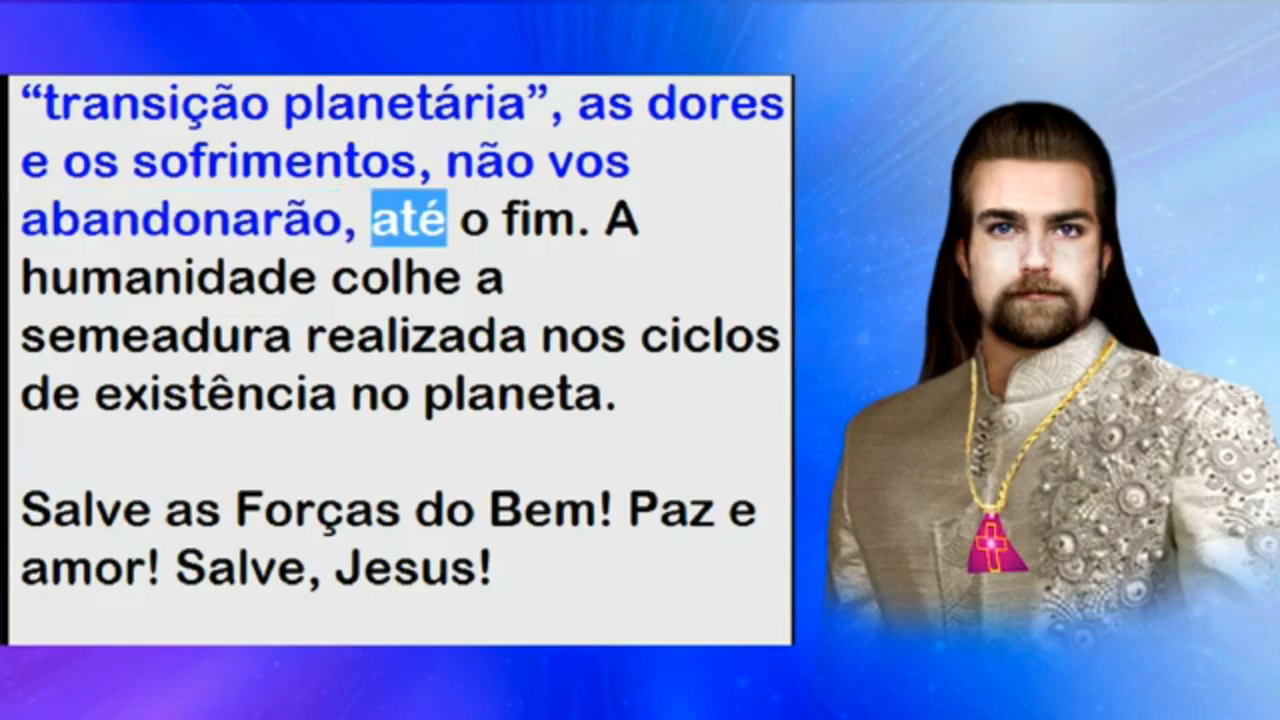 “transição planetária”, as dores
e os sofrimentos, não vos
abandonarão, até o fim. A
humanidade colhe a
semeadura realizada nos ciclos
de existência no planeta.
Salve as Forças do Bem! Paz e
amor! Salve, Jesus!